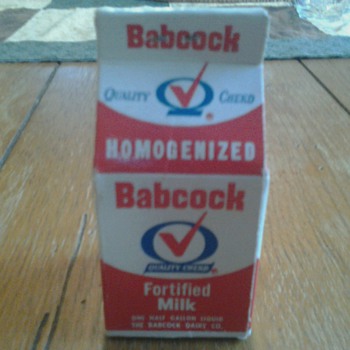 Babcock
QUALITY CHEKD
HOMOGENIZED
Babcock
QUALITY CHEKD
Fortified
Milk
ONE HALF GALLON LIQUID
THE BABCOCK DAIRY CO.